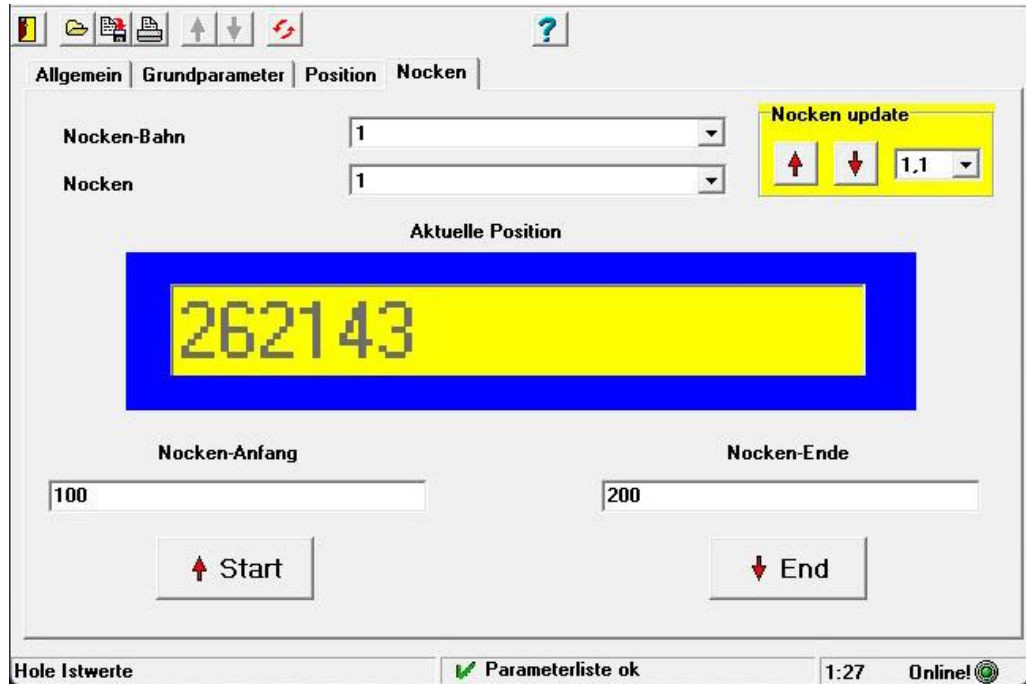 ?
Allgemein Grundparameter Position Nocken
Nocken update
Nocken-Bahn 1
1,1
Nocken 1
Aktuelle Position
262143
Nocken-Anfang Nocken-Ende
100 200
Start End
Hole Istwerte Parameterliste ok 1:27 Online!